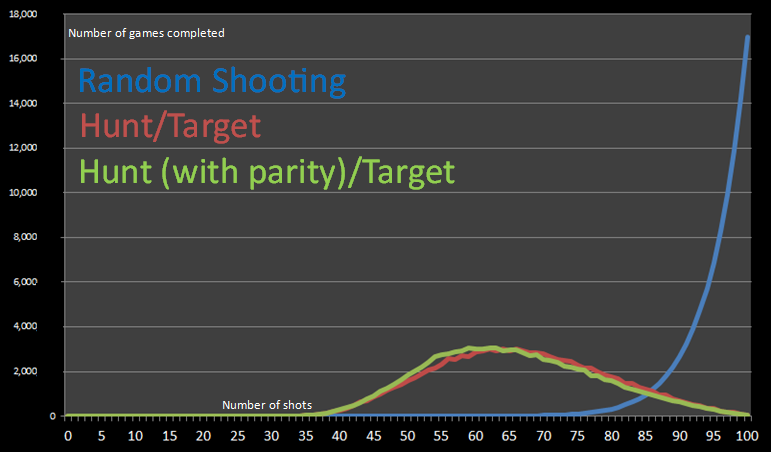 18,000
Number of games completed
16,000
Random Shooting
14,000
Hunt/Target
12,000
Hunt (with parity)/Target
10,000
8,000
6,000
4,000
2,000
Number of shots
0
0 5 10 15 20 25 30 35 40 45 50 55 60 65 70 75 80 85 90 95 100